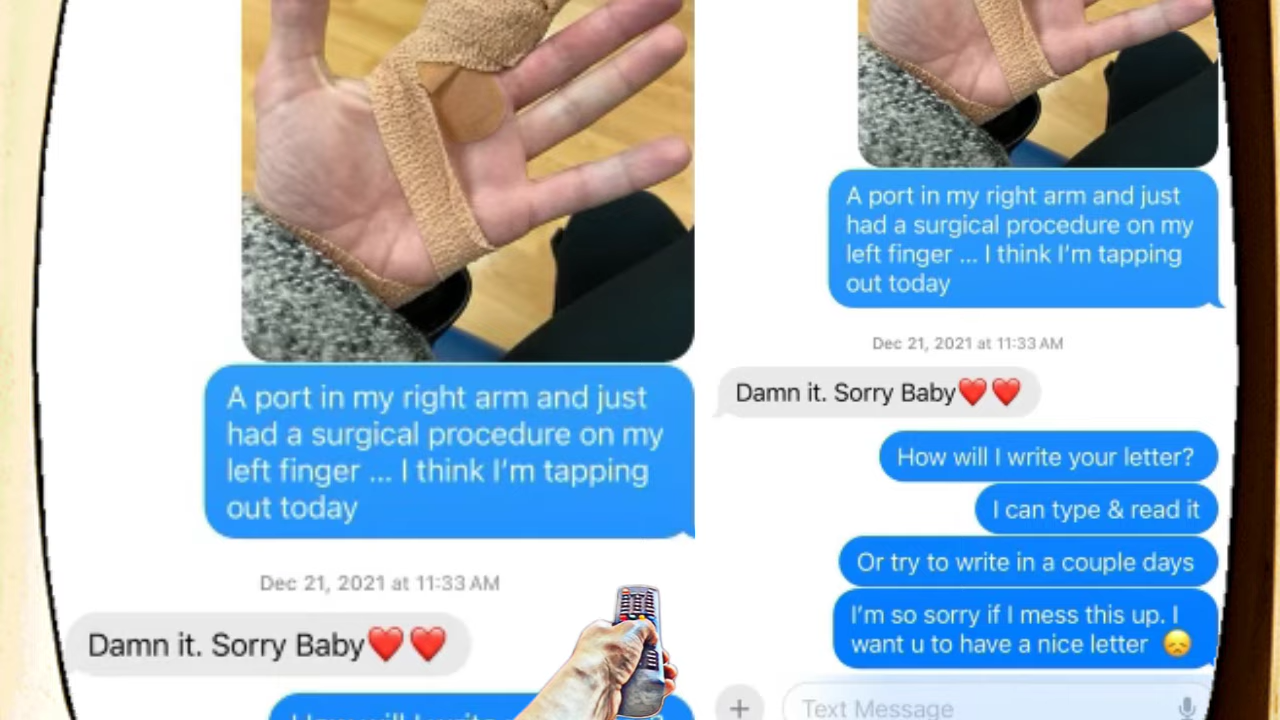 A port in my right arm and just
had a surgical procedure on my
left finger ... I think I'm tapping
out today
Dec 21, 2021 at 11:33 AM
Damn it. Sorry Baby❤️❤️
A port in my right arm and just
had a surgical procedure on my
left finger ... I think I'm tapping
out today
Dec 21, 2021 at 11:33 AM
Damn it. Sorry Baby❤️❤️
How will I write your letter?
I can type & read it
Or try to write in a couple days
I'm so sorry if I mess this up. I
want u to have a nice letter 😞
Text Message